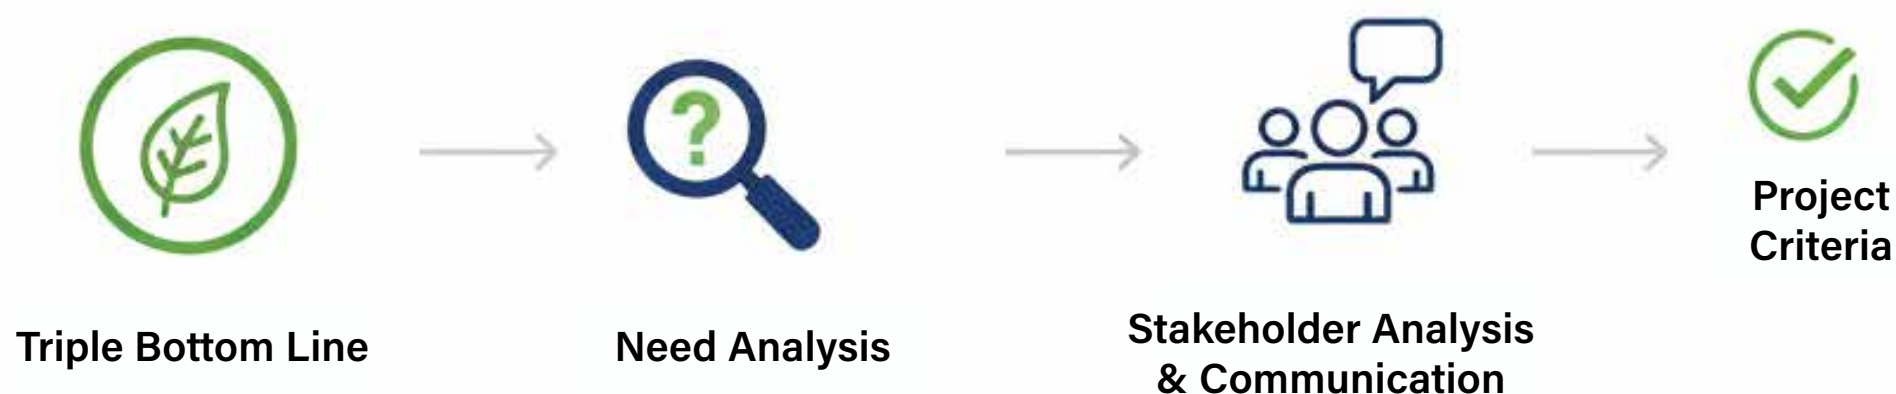 Triple Bottom Line
Need Analysis
Stakeholder Analysis
& Communication
Project
Criteria
?